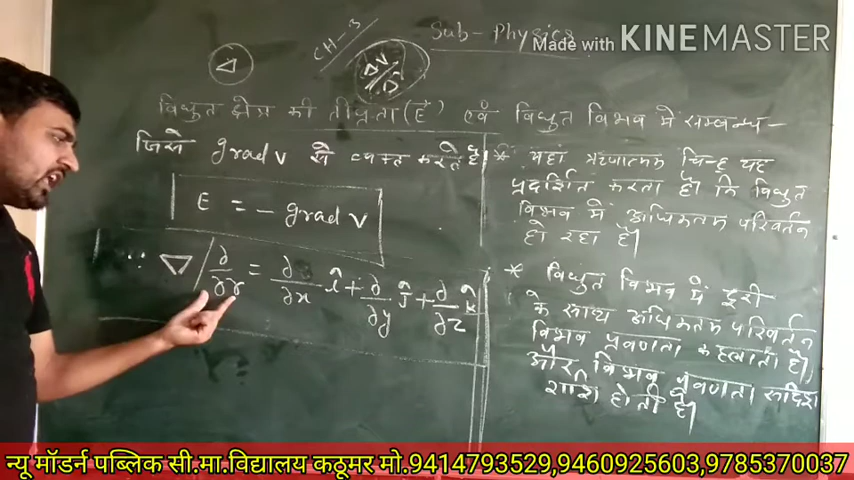 Sub- Physics
Made with KINEMASTER
CH-3
विद्युत क्षेत्र की तीव्रता (E⃗) एवं विद्युत विभव में सम्बन्ध -
जिसे grad V से व्यक्त करते है।
E = - grad V
∵ ▽ / ∂/∂r = ∂/∂x î + ∂/∂y ĵ + ∂/∂z k̂
* यहां ऋणात्मक चिन्ह यह
प्रदर्शित करता है कि विद्युत
विभव में अधिकतम परिवर्तन
हो रहा है।
* विद्युत विभव में दूरी
के साथ अधिकतम परिवर्तन
विभव प्रवणता कहलाता है,
और विभव प्रवणता सदिश
राशि होती है।
न्यू मॉडर्न पब्लिक सी.मा.विद्यालय कठूमर मो.9414793529,9460925603,9785370037